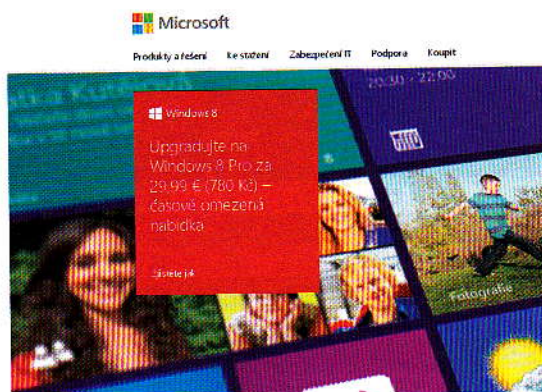 Microsoft
Produkty a řešení Ke stažení Zabezpečení IT Podpora Koupit
20:30 - 22:00
Windows 8
Upgradujte na
Windows 8 Pro za
29,99 € (780 Kč) –
časově omezená
nabídka
Zjistěte jak
Fotografie